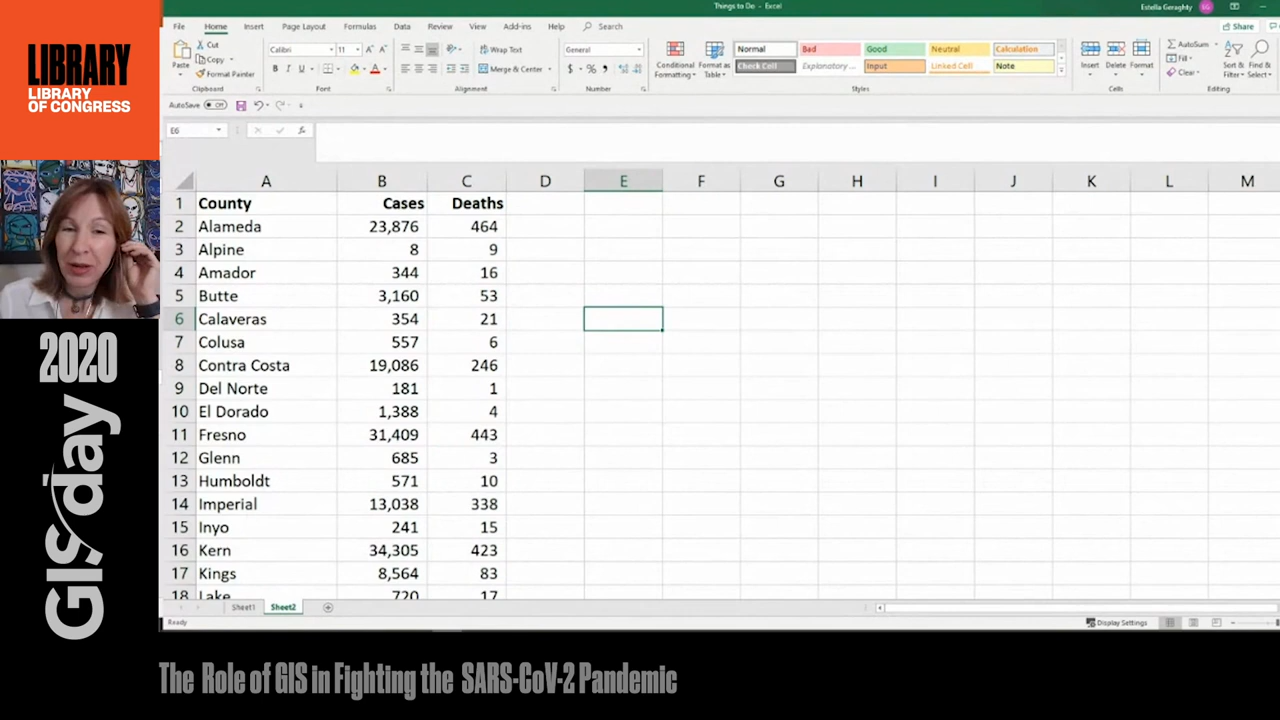 LIBRARY
LIBRARY
OF CONGRESS
2020
GISday
Things to Do - Excel
Estella Geraghty
EG
File Home Insert Page Layout Formulas Data Review View Add-ins Help Search
Share
Paste
Cut
Copy
Format Painter
Clipboard
Calibri 11
B I U
Font
Wrap Text
Merge & Center
Alignment
General
$ % ,
Number
Conditional
Formatting
Format as
Table
Normal Bad Good Neutral Calculation
Check Cell Explanatory ... Input Linked Cell Note
Styles
Insert Delete Format
Cells
AutoSum
Fill
Clear
Sort &
Filter
Find &
Select
Editing
AutoSave Off
E6 fx
A B C D E F G H I J K L M
1 County Cases Deaths
2 Alameda 23,876 464
3 Alpine 8 9
4 Amador 344 16
5 Butte 3,160 53
6 Calaveras 354 21
7 Colusa 557 6
8 Contra Costa 19,086 246
9 Del Norte 181 1
10 El Dorado 1,388 4
11 Fresno 31,409 443
12 Glenn 685 3
13 Humboldt 571 10
14 Imperial 13,038 338
15 Inyo 241 15
16 Kern 34,305 423
17 Kings 8,564 83
18 Lake 720 17
Sheet1 Sheet2
Ready
Display Settings
The Role of GIS in Fighting the SARS-CoV-2 Pandemic